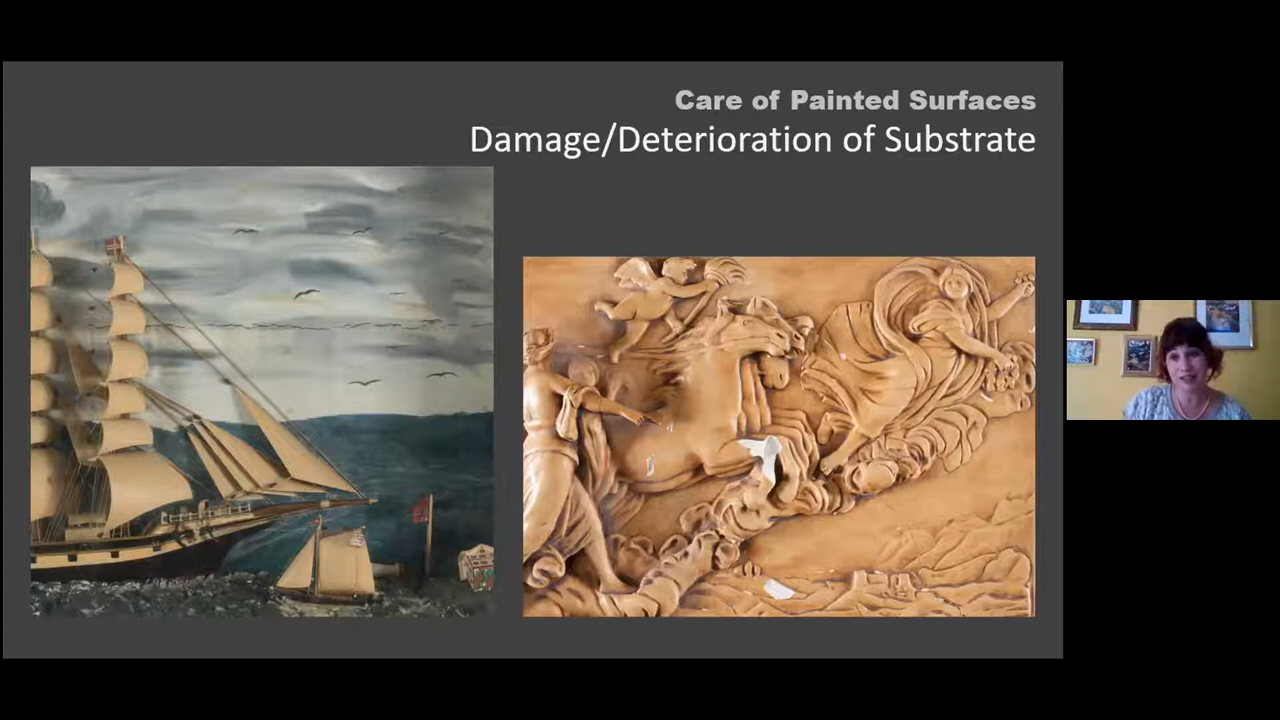 Care of Painted Surfaces
Damage/Deterioration of Substrate